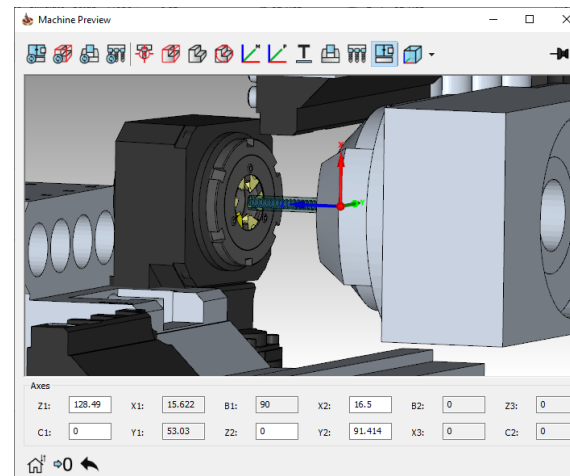 Machine Preview
Axes
Z1: 128.49 X1: 15.622 B1: 90 X2: 16.5 B2: 0 Z3: 0
C1: 0 Y1: 53.03 Z2: 0 Y2: 91.414 X3: 0 C2: 0